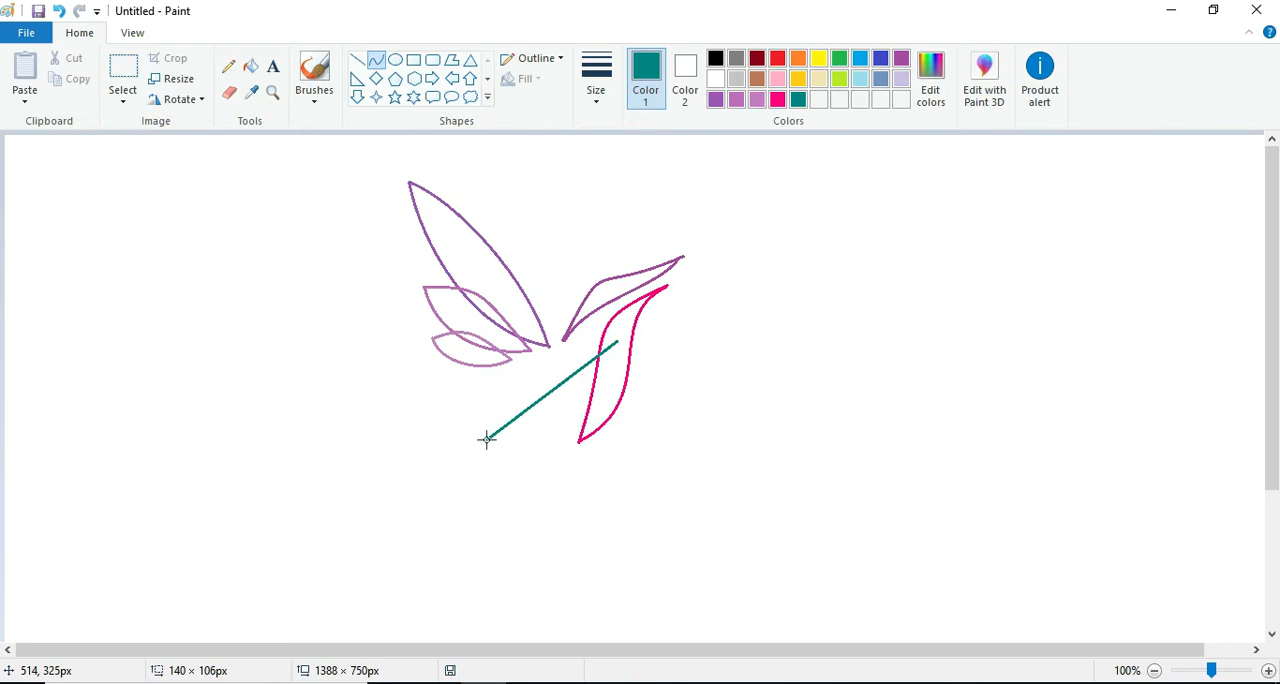 Untitled - Paint
File
Home
View
Paste
Cut
Copy
Clipboard
Select
Crop
Resize
Rotate
Image
A
Tools
Brushes
Shapes
Outline
Fill
Size
Color 1
Color 2
Colors
Edit colors
Edit with Paint 3D
Product alert
514, 325px
140 × 106px
1388 × 750px
100%